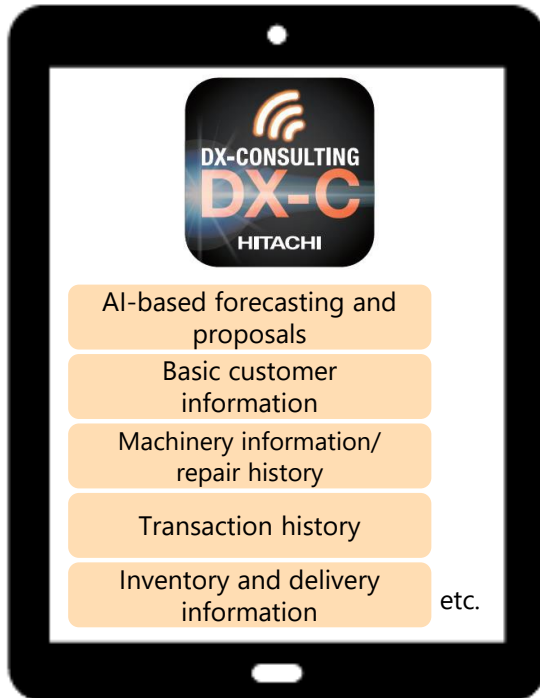 DX-CONSULTING
DX-C
HITACHI
AI-based forecasting and
proposals
Basic customer
information
Machinery information/
repair history
Transaction history
Inventory and delivery
information
etc.